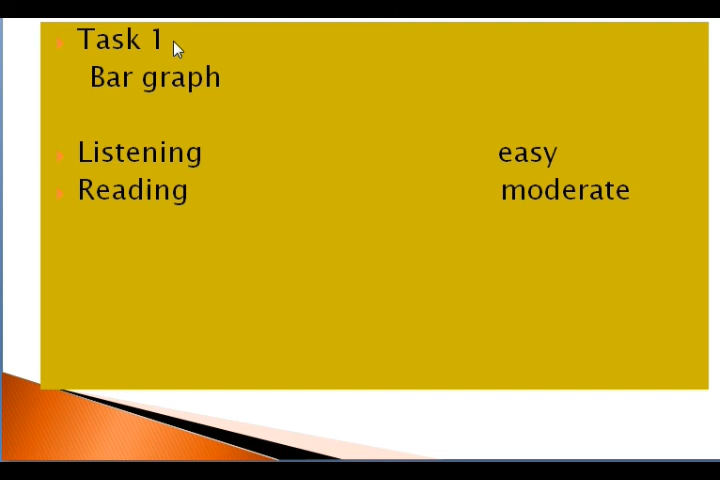 Task 1
Bar graph
Listening easy
Reading moderate